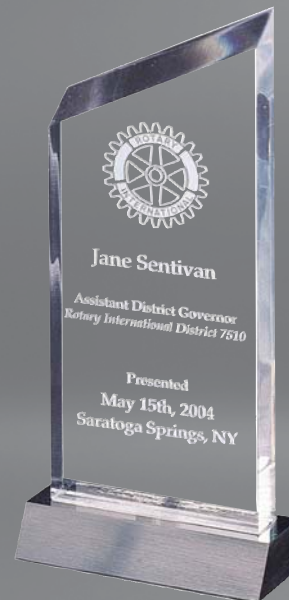 ROTARY
INTERNATIONAL
Jane Sentivan
Assistant District Governor
Rotary International District 7510
Presented
May 15th, 2004
Saratoga Springs, NY